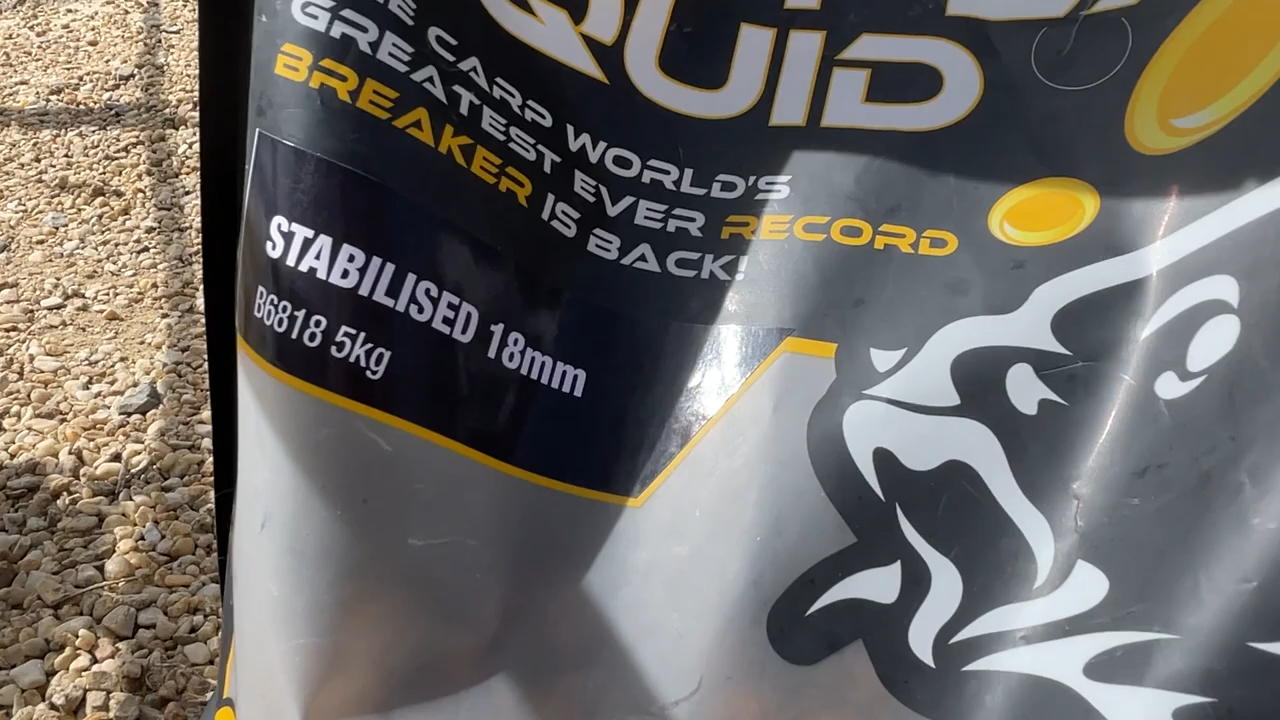 QUID
CARP WORLD'S
GREATEST EVER RECORD
BREAKER IS BACK!
STABILISED 18mm
B6818 5kg